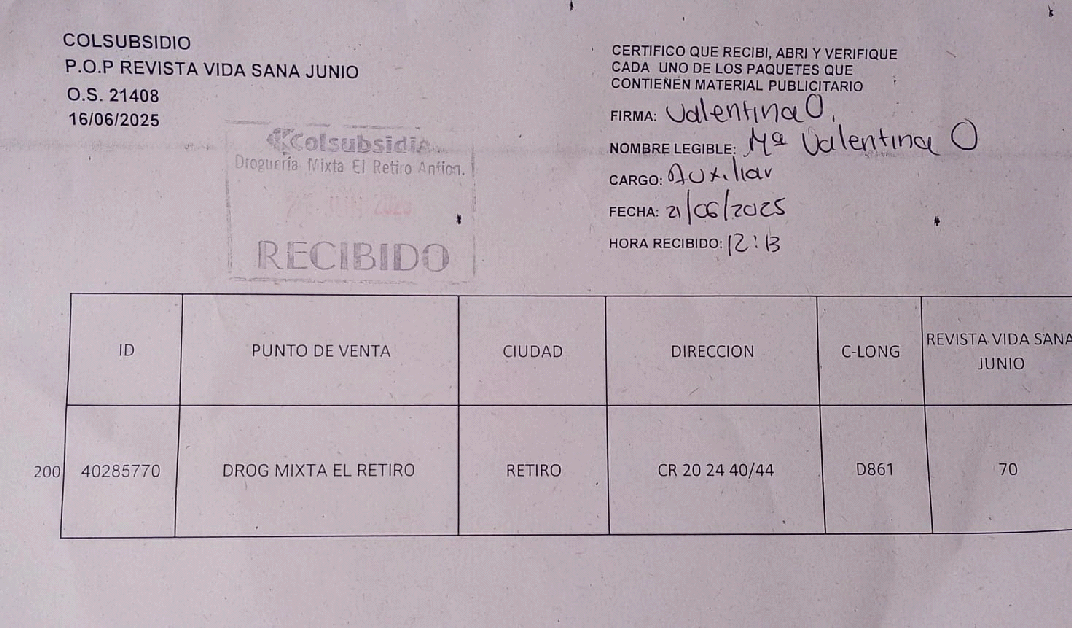 COLSUBSIDIO
P.O.P REVISTA VIDA SANA JUNIO
O.S. 21408
16/06/2025
Colsubsidio
Droguería Mixta El Retiro Antioq.
RECIBIDO
CERTIFICO QUE RECIBI, ABRI Y VERIFIQUE
CADA UNO DE LOS PAQUETES QUE
CONTIENEN MATERIAL PUBLICITARIO
FIRMA: Valentina O.
NOMBRE LEGIBLE: Mª Valentina O
CARGO: Auxiliar
FECHA: 21/06/2025
HORA RECIBIDO: 12:13
ID PUNTO DE VENTA CIUDAD DIRECCION C-LONG REVISTA VIDA SANA
JUNIO
200 40285770 DROG MIXTA EL RETIRO RETIRO CR 20 24 40/44 D861 70